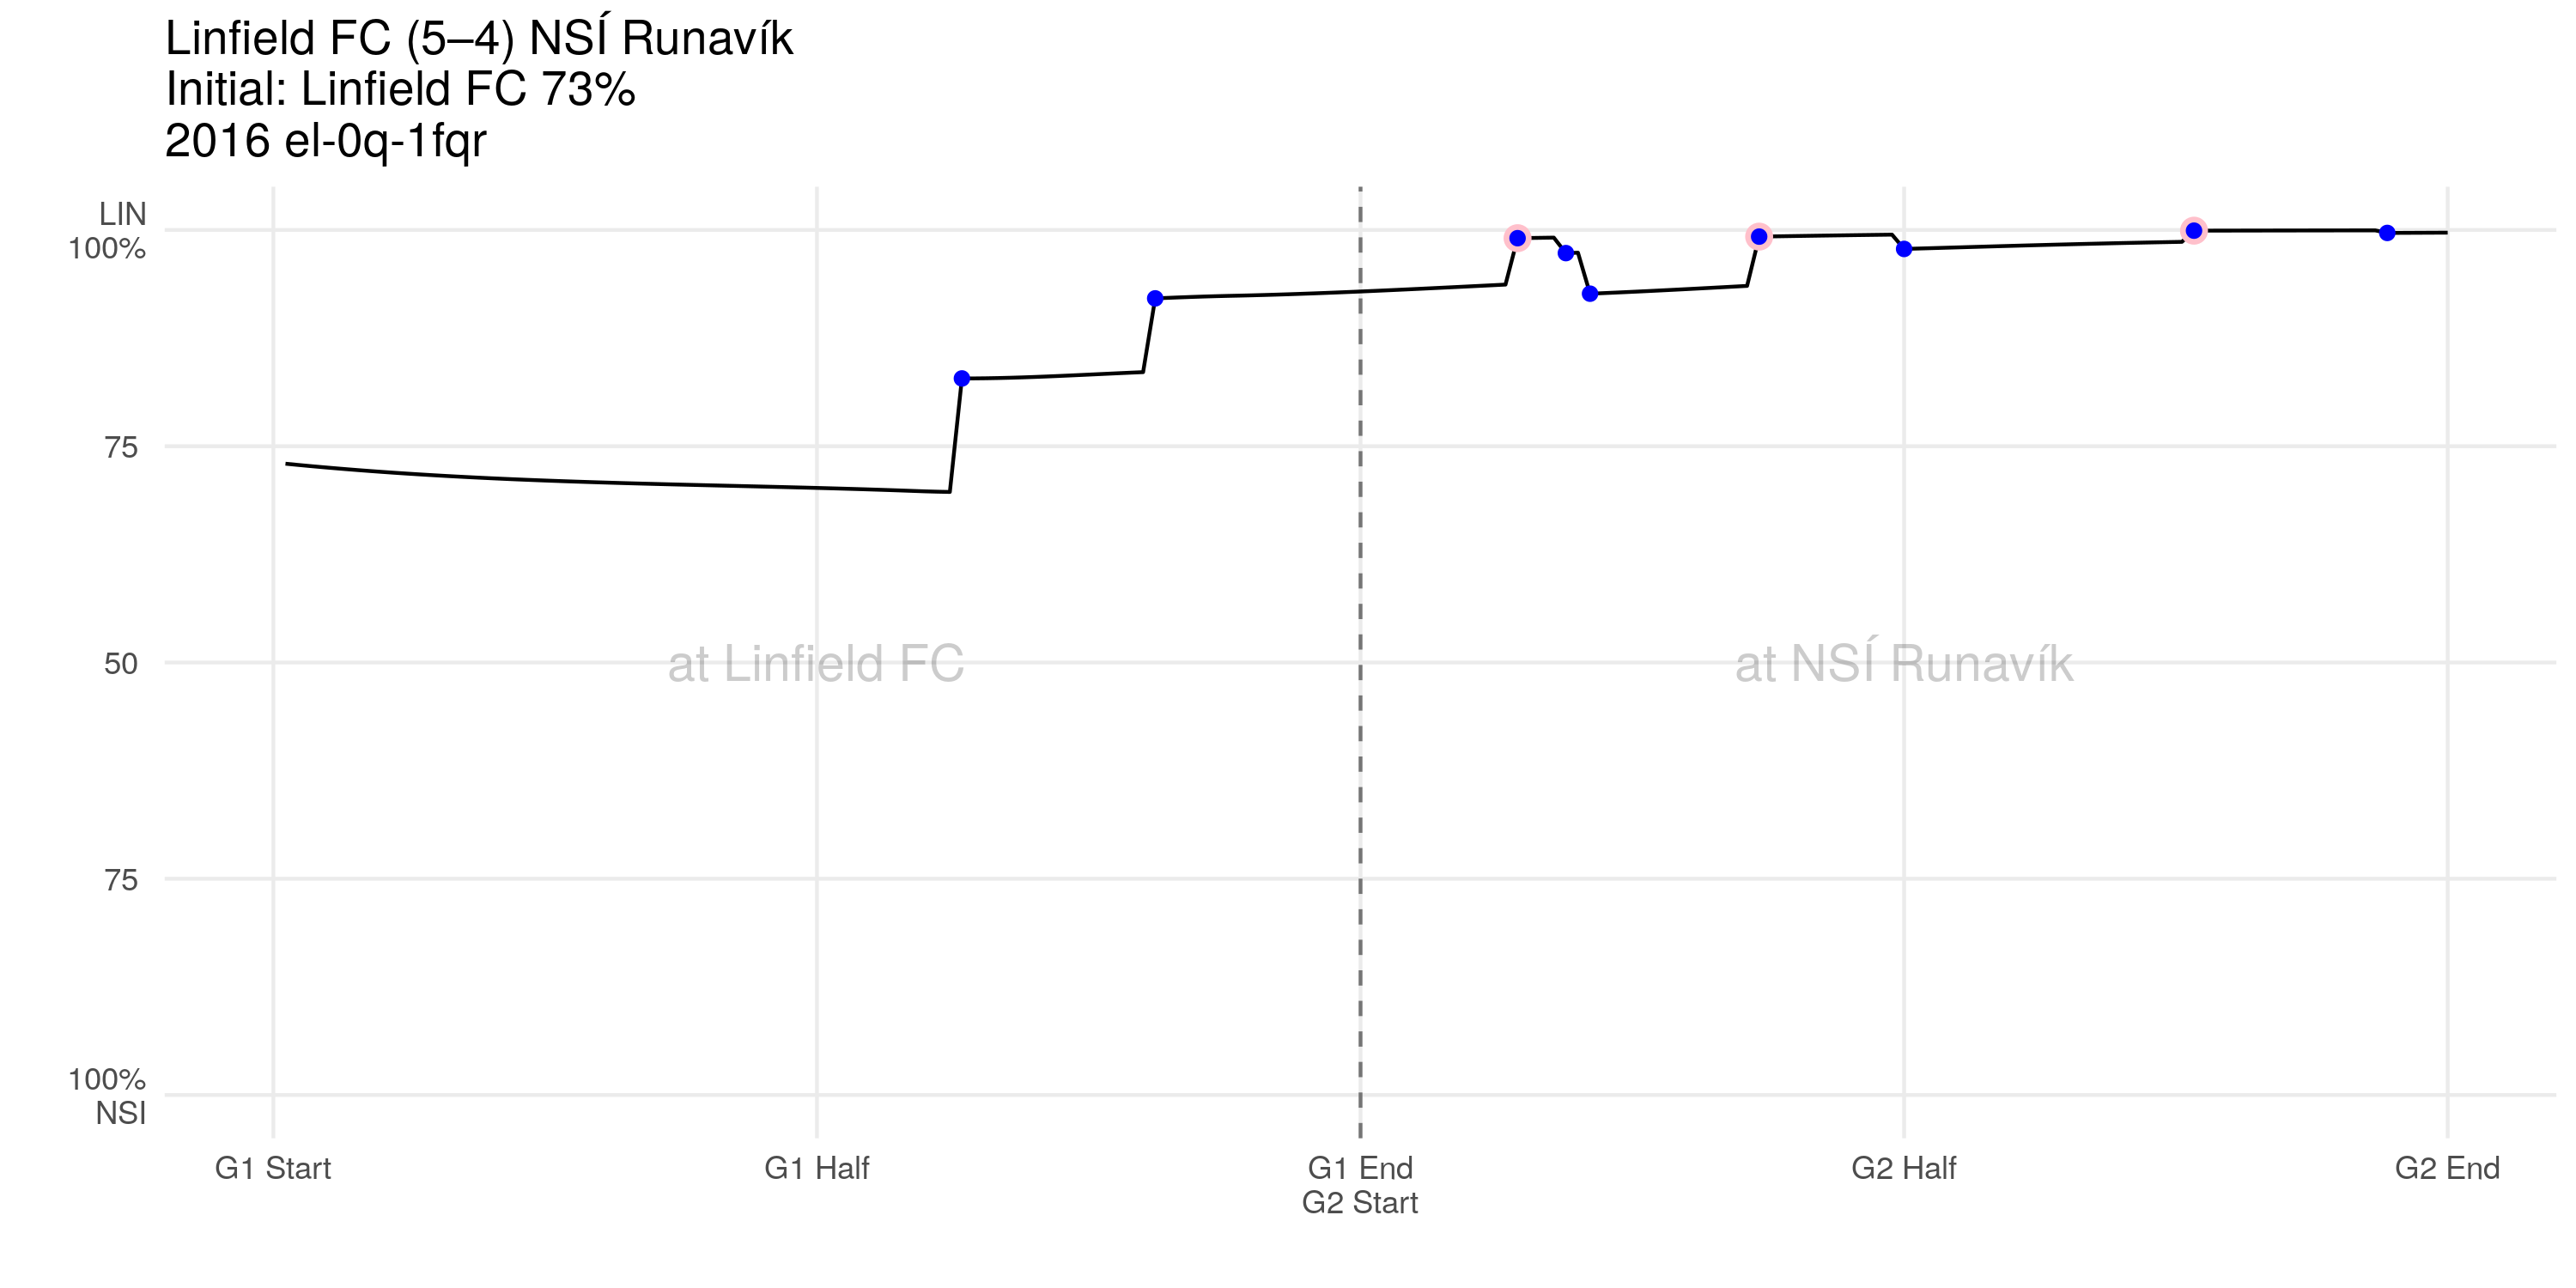 Linfield FC (5–4) NSÍ Runavík
Initial: Linfield FC 73%
2016 el-0q-1fqr
LIN
100%
75
50
75
100%
NSI
at Linfield FC
at NSÍ Runavík
G1 Start
G1 Half
G1 End
G2 Start
G2 Half
G2 End